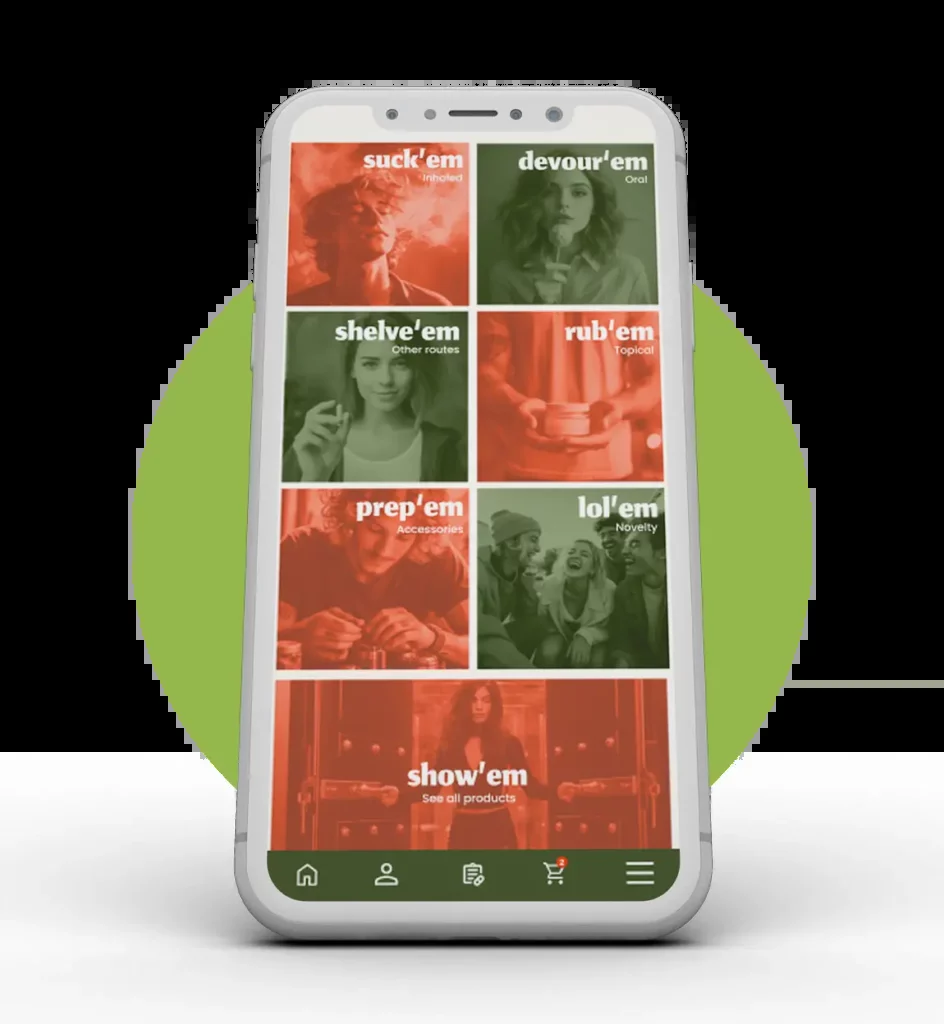 suck'em
Inhaled
devour'em
Oral
shelve'em
Other routes
rub'em
Topical
prep'em
Accessories
lol'em
Novelty
show'em
See all products
2